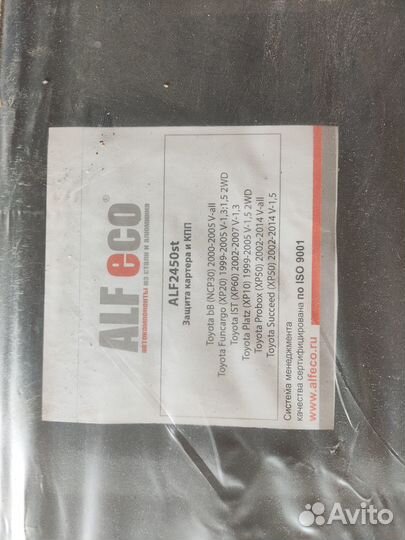 ALF eco®
автокомпоненты из стали и алюминия
ALF2450st
Защита картера и КПП
Toyota bB (NCP30) 2000-2005 V-all
Toyota Funcargo (XP20) 1999-2005 V-1,3;1,5 2WD
Toyota IST (XP60) 2002-2007 V-1,3
Toyota Platz (XP10) 1999-2005 V-1,5 2WD
Toyota Probox (XP50) 2002-2014 V-all
Toyota Succeed (XP50) 2002-2014 V-1,5
Система менеджмента
качества сертифицирована по ISO 9001
www.alfeco.ru
Avito